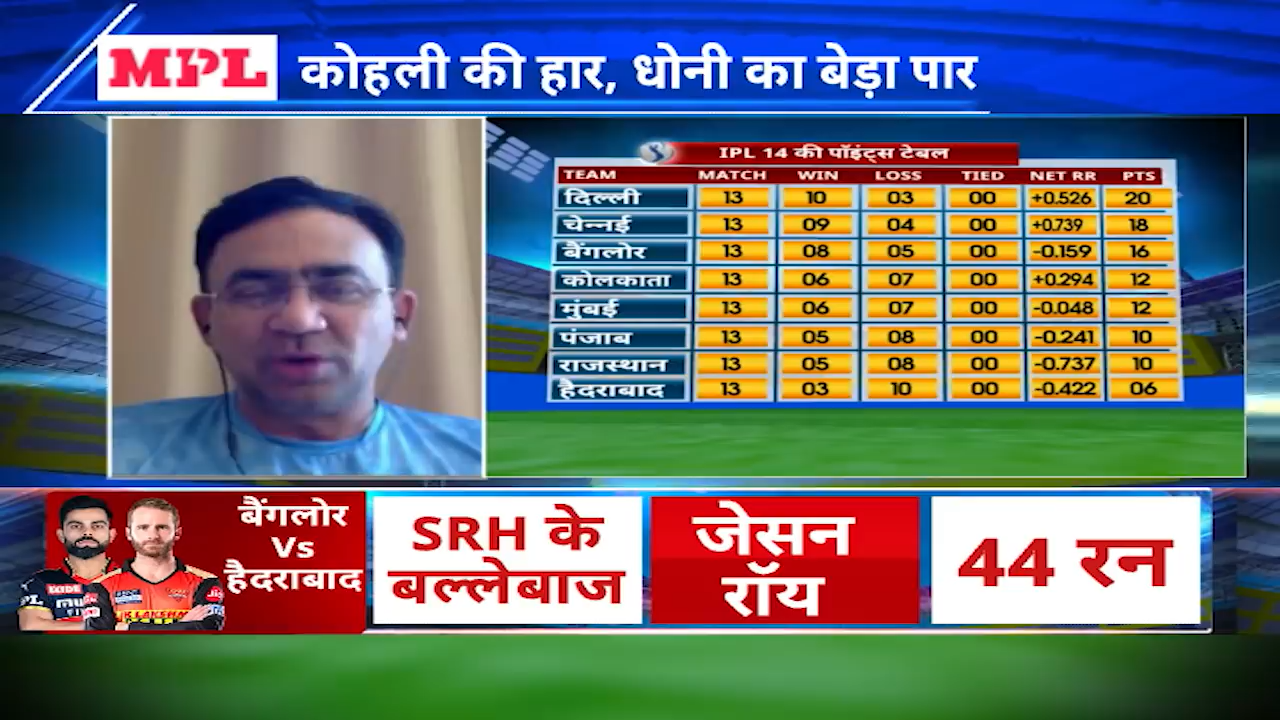 MPL कोहली की हार, धोनी का बेड़ा पार
IPL 14 की पॉइंट्स टेबल
TEAM MATCH WIN LOSS TIED NET RR PTS
दिल्ली 13 10 03 00 +0.526 20
चेन्नई 13 09 04 00 +0.739 18
बैंगलोर 13 08 05 00 -0.159 16
कोलकाता 13 06 07 00 +0.294 12
मुंबई 13 06 07 00 -0.048 12
पंजाब 13 05 08 00 -0.241 10
राजस्थान 13 05 08 00 -0.737 10
हैदराबाद 13 03 10 00 -0.422 06
बैंगलोर
Vs
हैदराबाद
SRH के
बल्लेबाज
जेसन
रॉय
44 रन